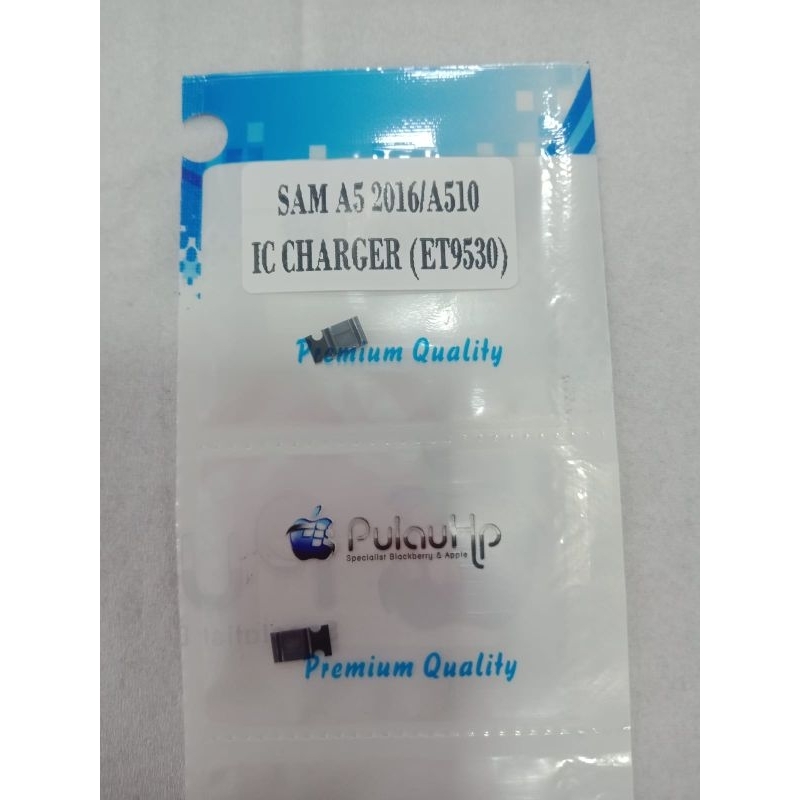 SAM A5 2016/A510
IC CHARGER (ET9530)
Premium Quality
PulauHp
Specialist Blackberry & Apple
Premium Quality